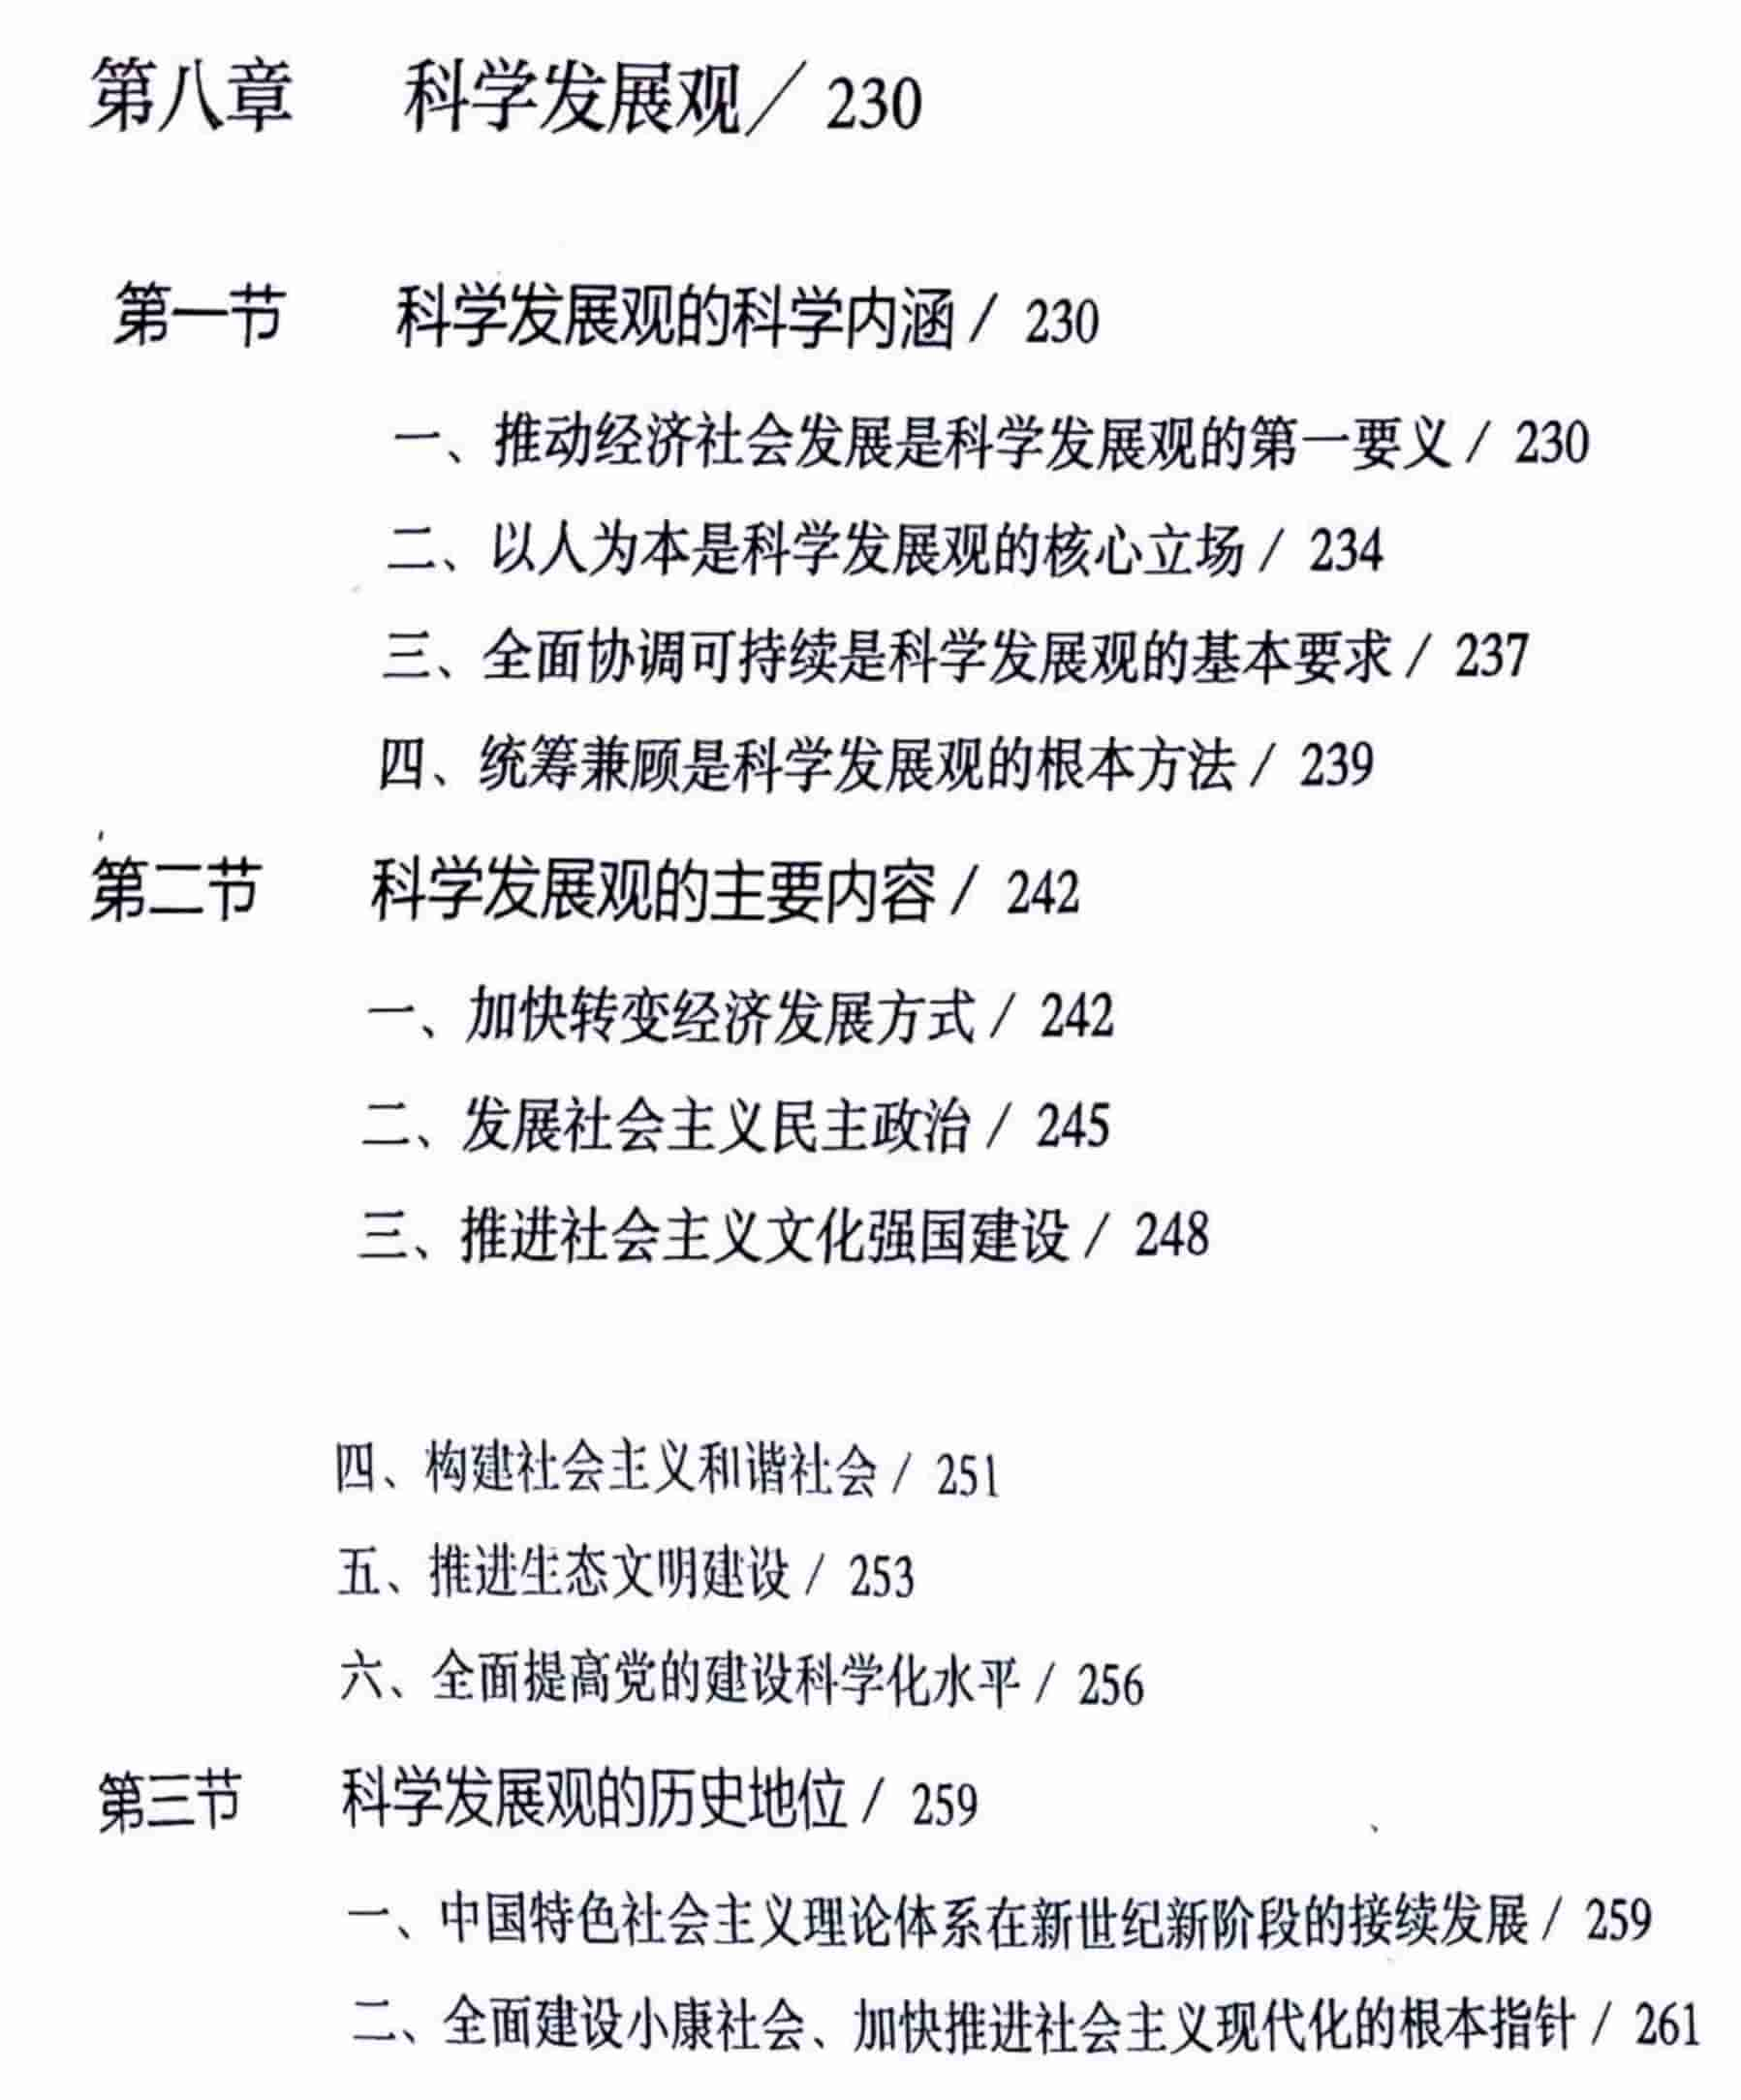 第八章 科学发展观／230
第一节 科学发展观的科学内涵 / 230
一、推动经济社会发展是科学发展观的第一要义 / 230
二、以人为本是科学发展观的核心立场 / 234
三、全面协调可持续是科学发展观的基本要求 / 237
四、统筹兼顾是科学发展观的根本方法 / 239
第二节 科学发展观的主要内容 / 242
一、加快转变经济发展方式 / 242
二、发展社会主义民主政治 / 245
三、推进社会主义文化强国建设 / 248
四、构建社会主义和谐社会 / 251
五、推进生态文明建设 / 253
六、全面提高党的建设科学化水平 / 256
第三节 科学发展观的历史地位 / 259
一、中国特色社会主义理论体系在新世纪新阶段的接续发展 / 259
二、全面建设小康社会、加快推进社会主义现代化的根本指针 / 261